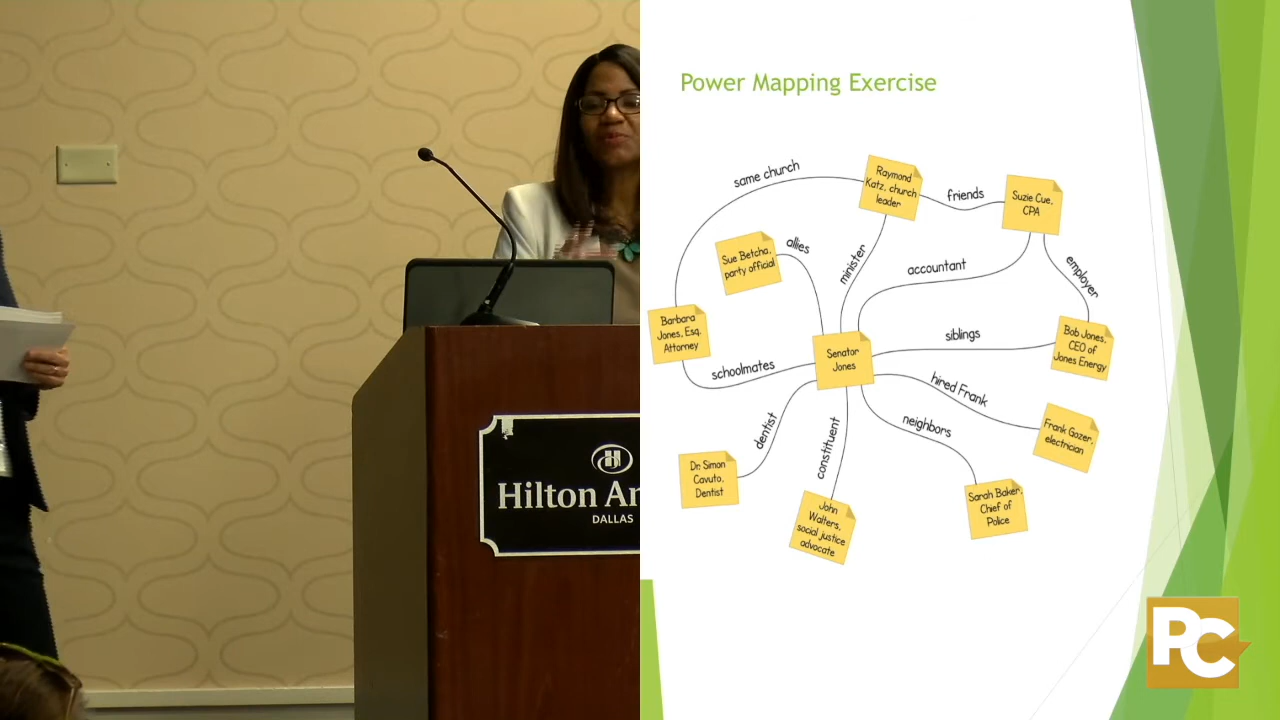 Power Mapping Exercise
same church
Raymond
Katz, church
leader
friends
Suzie Cue,
CPA
Sue Betcha,
party official
allies
minister
accountant
employer
Barbara
Jones, Esq.
Attorney
Senator
Jones
siblings
Bob Jones,
CEO of
Jones Energy
schoolmates
hired Frank
dentist
constituent
neighbors
Frank Gozer,
electrician
Dr. Simon
Cavuto,
Dentist
John
Walters,
social justice
advocate
Sarah Baker,
Chief of
Police
Hilton
DALLAS
PC